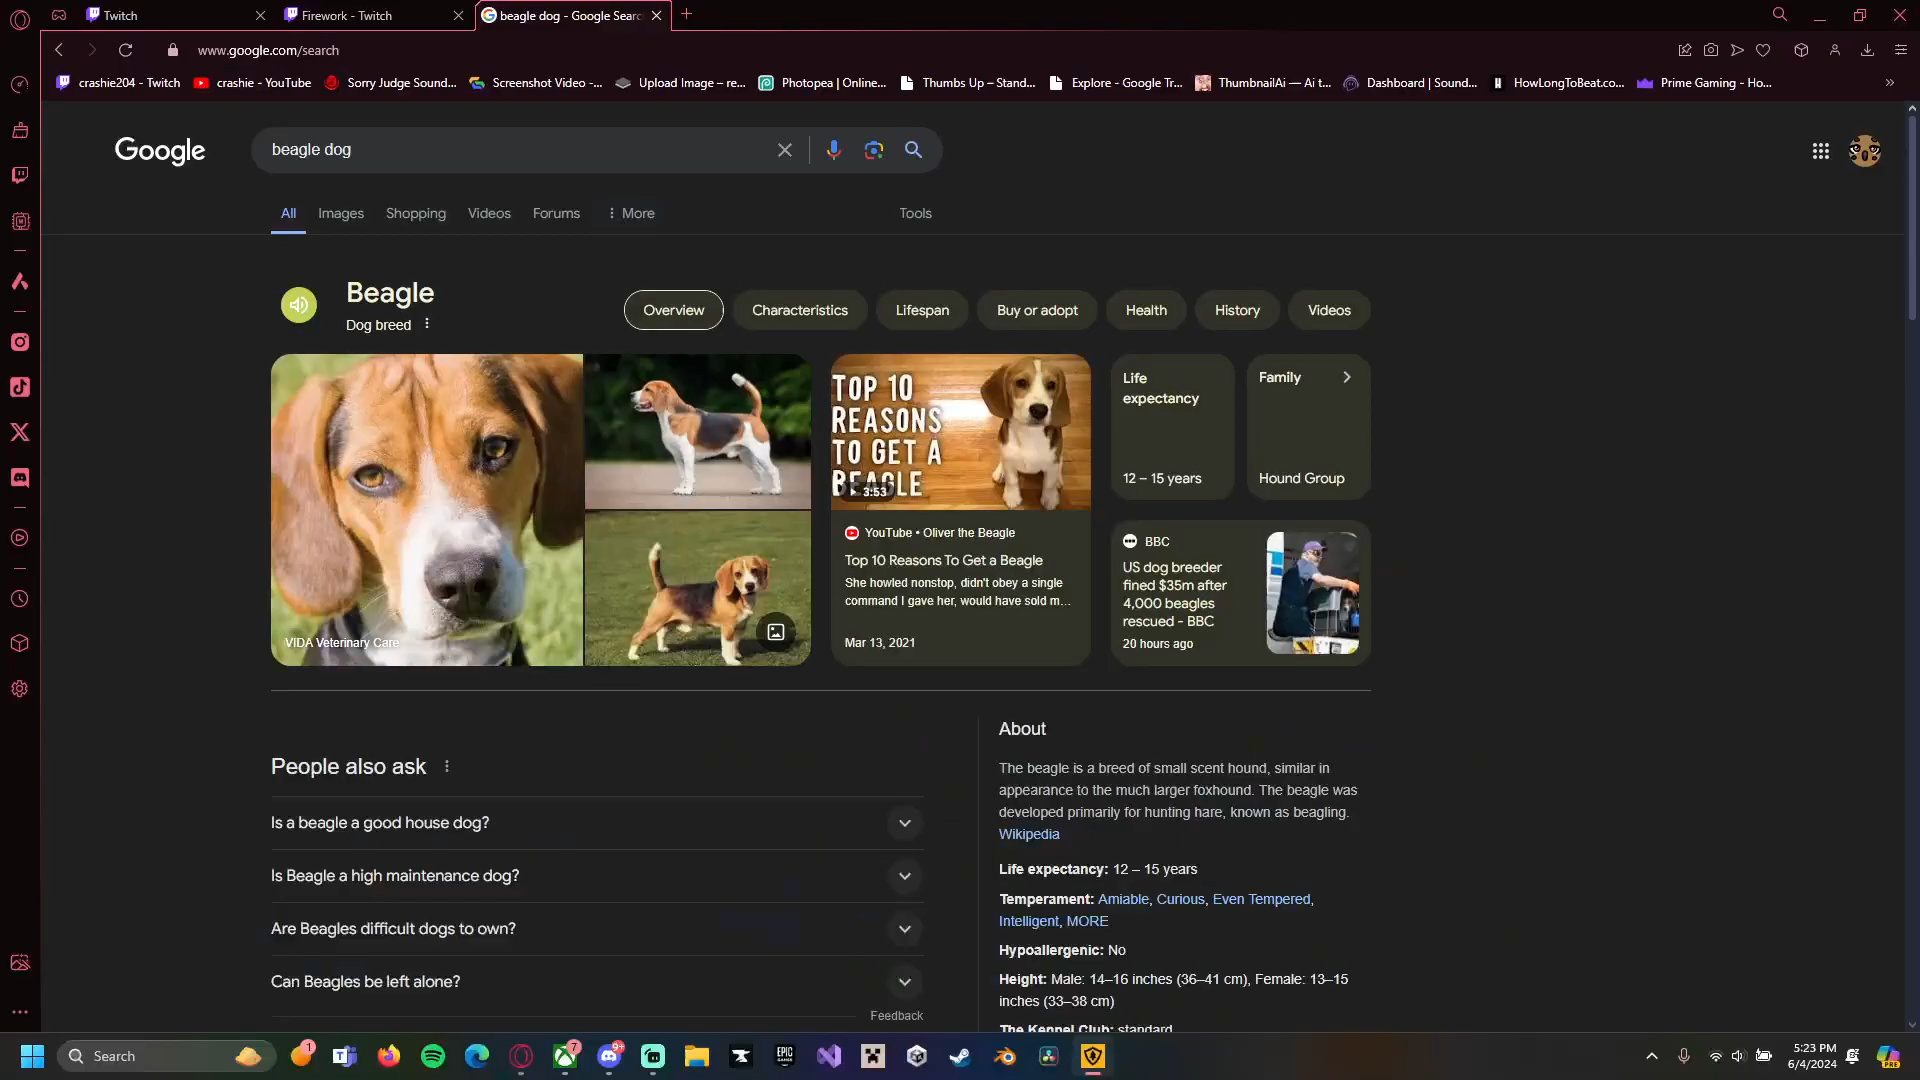 Twitch
Firework - Twitch
beagle dog - Google Sear
www.google.com/search
crashie204 - Twitch
crashie - YouTube
Sorry Judge Sound...
Screenshot Video -...
Upload Image – re...
Photopea | Online...
Thumbs Up – Stand...
Explore - Google Tr...
ThumbnailAi — Ai t...
Dashboard | Sound...
HowLongToBeat.co...
Prime Gaming - Ho...
Google
beagle dog
All
Images
Shopping
Videos
Forums
More
Tools
Beagle
Dog breed
Overview
Characteristics
Lifespan
Buy or adopt
Health
History
Videos
VIDA Veterinary Care
TOP 10
REASONS
TO GET A
BEAGLE
3:53
YouTube • Oliver the Beagle
Top 10 Reasons To Get a Beagle
She howled nonstop, didn't obey a single
command I gave her, would have sold m...
Mar 13, 2021
Life
expectancy
12 – 15 years
Family
Hound Group
BBC
US dog breeder
fined $35m after
4,000 beagles
rescued - BBC
20 hours ago
People also ask
Is a beagle a good house dog?
Is Beagle a high maintenance dog?
Are Beagles difficult dogs to own?
Can Beagles be left alone?
Feedback
About
The beagle is a breed of small scent hound, similar in
appearance to the much larger foxhound. The beagle was
developed primarily for hunting hare, known as beagling.
Wikipedia
Life expectancy: 12 – 15 years
Temperament: Amiable, Curious, Even Tempered,
Intelligent, MORE
Hypoallergenic: No
Height: Male: 14–16 inches (36–41 cm), Female: 13–15
inches (33–38 cm)
The Kennel Club: standard
Search
1
7
9+
EPIC
GAMES
5:23 PM
6/4/2024
PRE